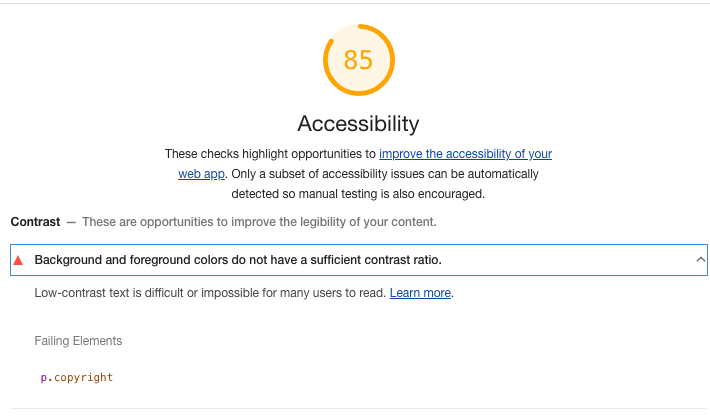 85
Accessibility
These checks highlight opportunities to improve the accessibility of your
web app. Only a subset of accessibility issues can be automatically
detected so manual testing is also encouraged.
Contrast — These are opportunities to improve the legibility of your content.
Background and foreground colors do not have a sufficient contrast ratio.
Low-contrast text is difficult or impossible for many users to read. Learn more.
Failing Elements
p.copyright